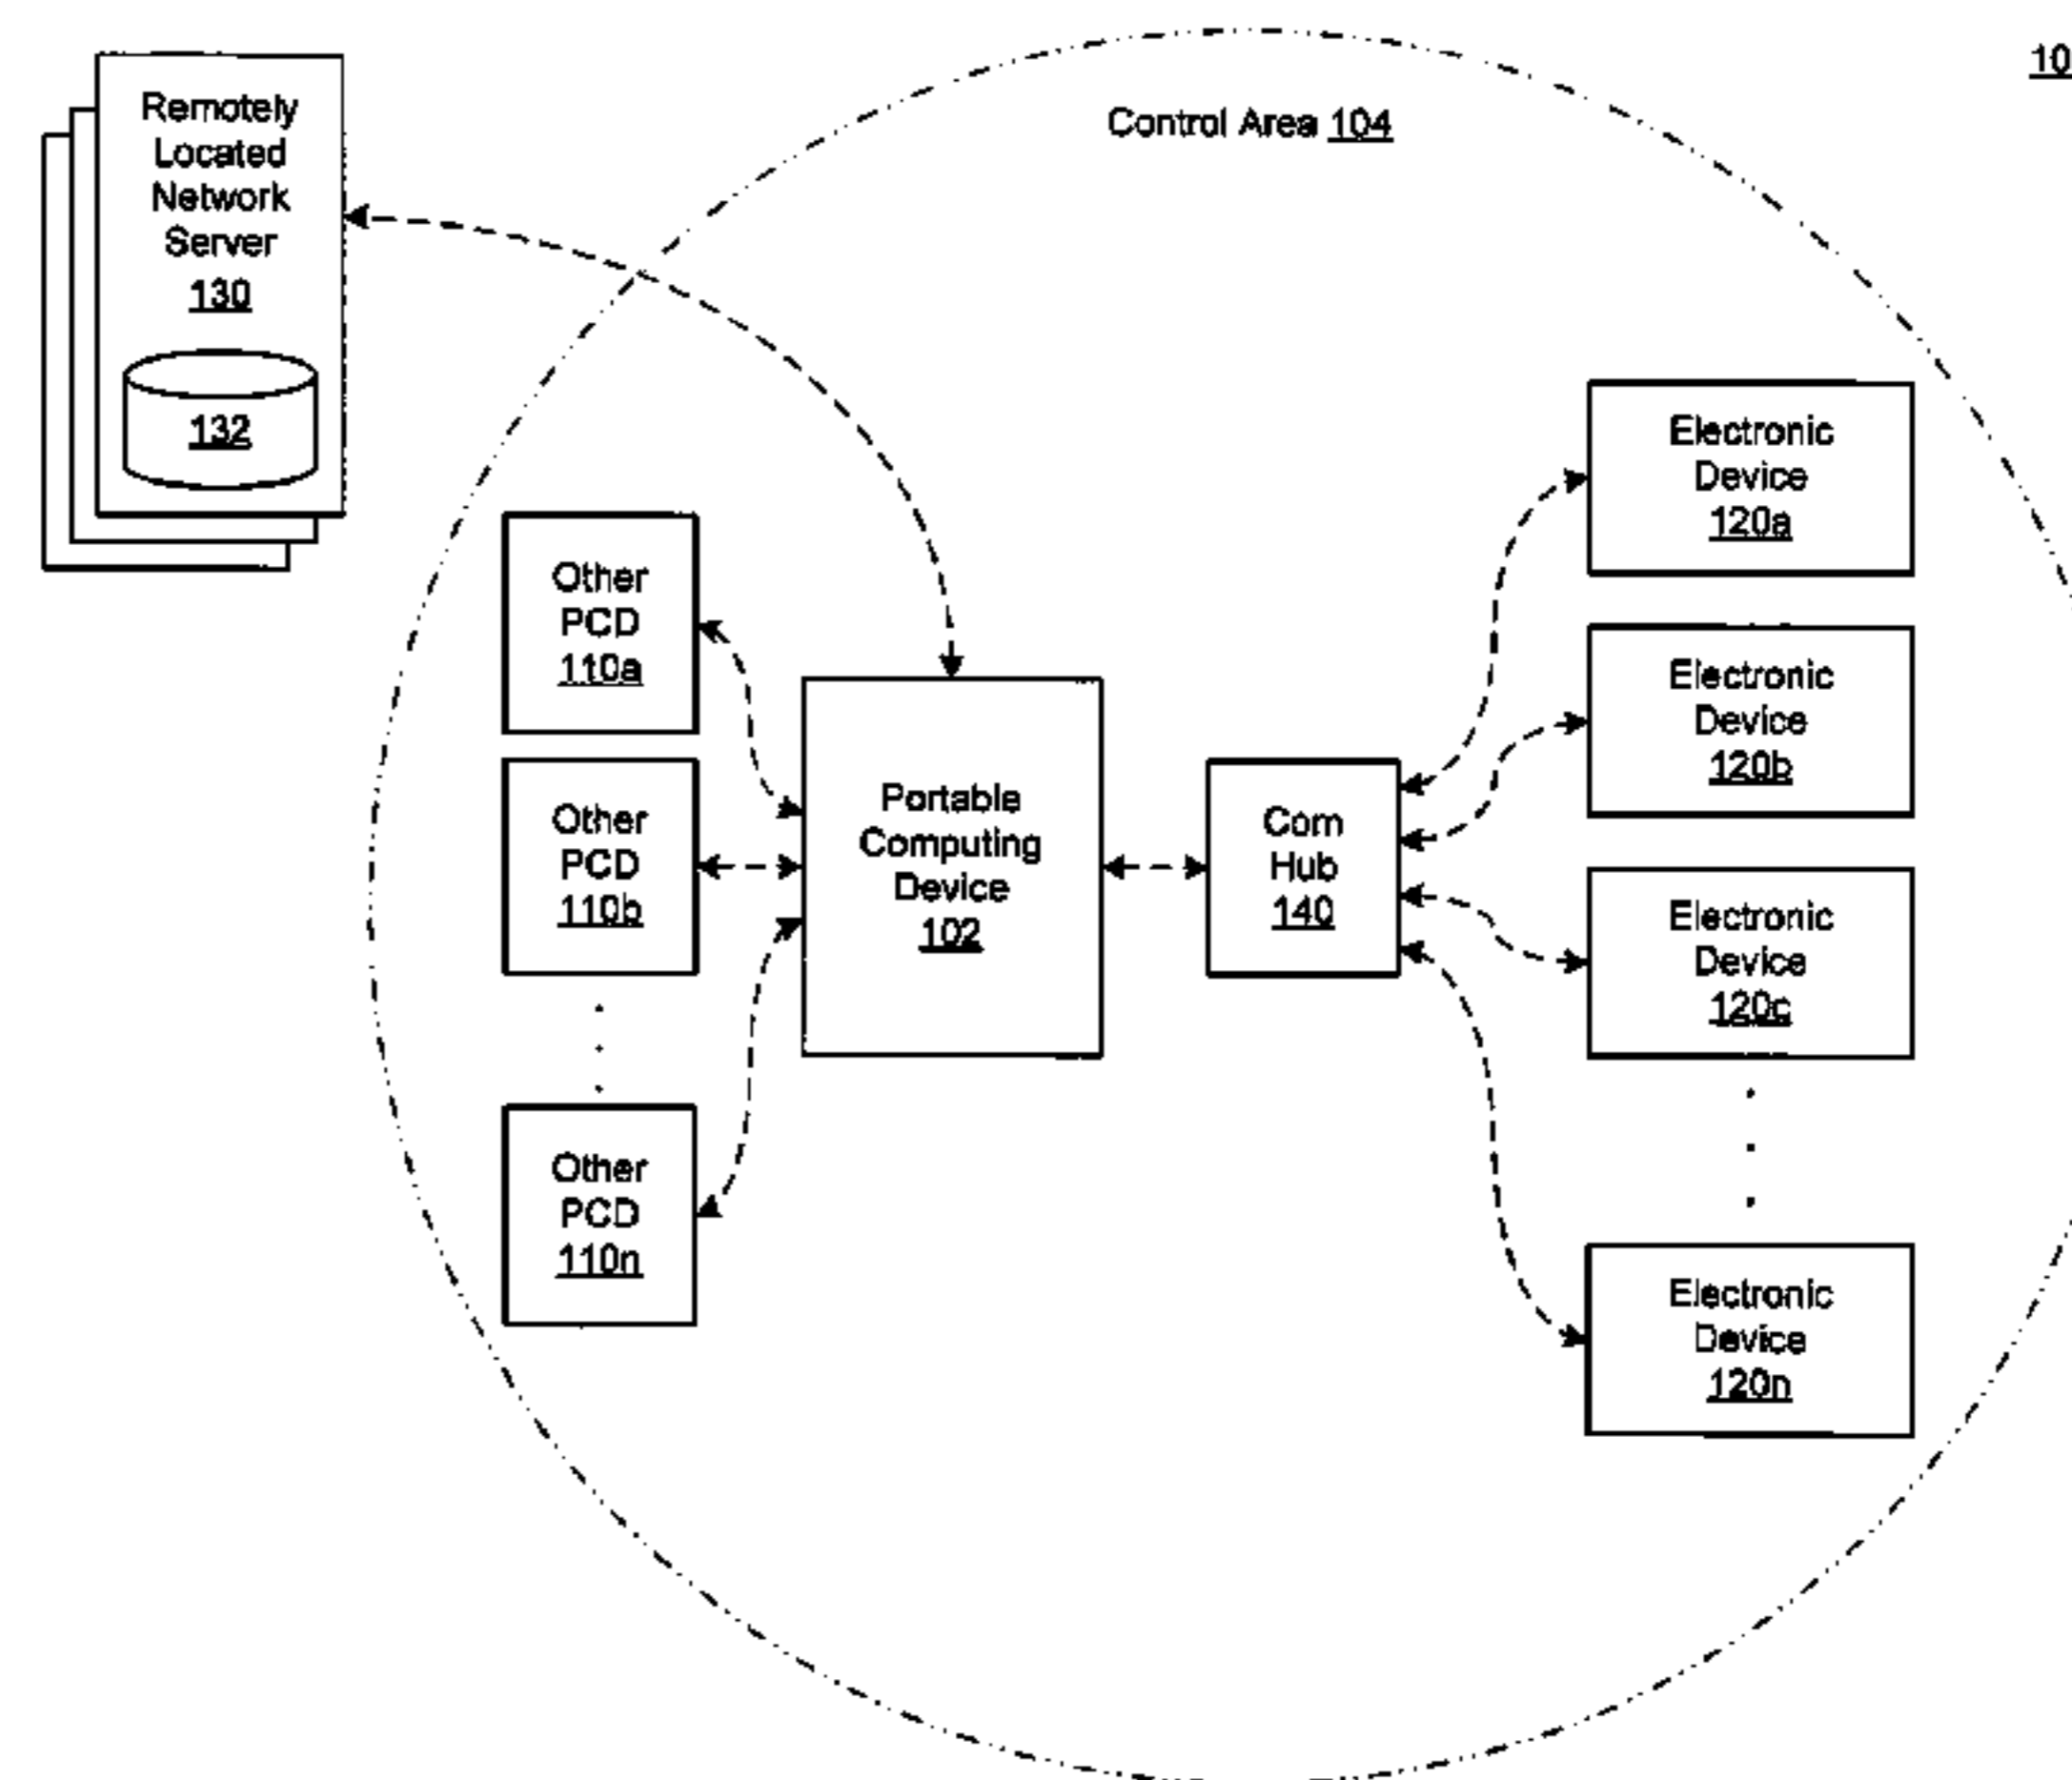 10
Control Area 104
Remotely
Located
Network
Server
130
132
Other
PCD
110a
Other
PCD
110b
Other
PCD
110n
Portable
Computing
Device
102
Com
Hub
140
Electronic
Device
120a
Electronic
Device
120b
Electronic
Device
120c
Electronic
Device
120n